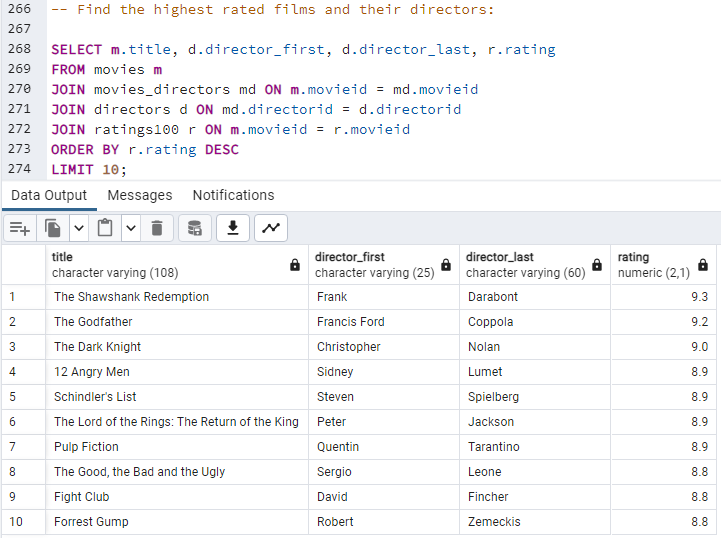 266 -- Find the highest rated films and their directors:
267
268 SELECT m.title, d.director_first, d.director_last, r.rating
269 FROM movies m
270 JOIN movies_directors md ON m.movieid = md.movieid
271 JOIN directors d ON md.directorid = d.directorid
272 JOIN ratings100 r ON m.movieid = r.movieid
273 ORDER BY r.rating DESC
274 LIMIT 10;
Data Output Messages Notifications
title director_first director_last rating
character varying (108) character varying (25) character varying (60) numeric (2,1)
1 The Shawshank Redemption Frank Darabont 9.3
2 The Godfather Francis Ford Coppola 9.2
3 The Dark Knight Christopher Nolan 9.0
4 12 Angry Men Sidney Lumet 8.9
5 Schindler's List Steven Spielberg 8.9
6 The Lord of the Rings: The Return of the King Peter Jackson 8.9
7 Pulp Fiction Quentin Tarantino 8.9
8 The Good, the Bad and the Ugly Sergio Leone 8.8
9 Fight Club David Fincher 8.8
10 Forrest Gump Robert Zemeckis 8.8